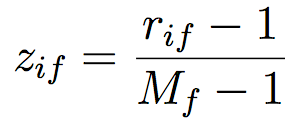 $z_{if} = \frac{r_{if} - 1}{M_f - 1}$